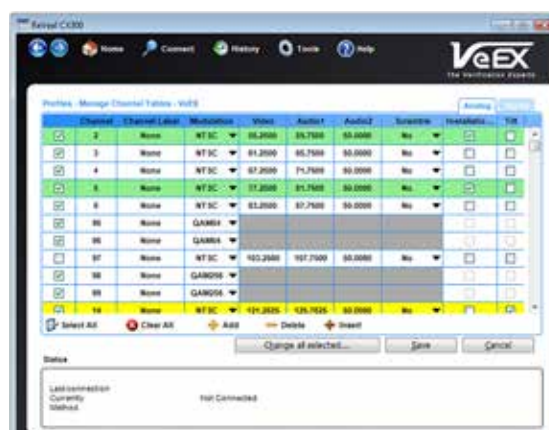 ReVeal CX300
Home Connect History Tools Help
VeEX
The Verification Experts
Profiles - Manage Channel Tables - VeEX
Analog
Channel Channel Label Modulation Video Audio1 Audio2 Scramble Installatio... Tilt
2 None NTSC 55.2500 59.7500 50.0000 No
3 None NTSC 61.2500 65.7500 50.0000 No
4 None NTSC 67.2500 71.7500 50.0000 No
5 None NTSC 77.2500 81.7500 50.0000 No
6 None NTSC 83.2500 87.7500 50.0000 No
95 None QAM64
96 None QAM64
97 None NTSC 103.2500 107.7500 50.0000 No
98 None QAM256
99 None QAM256
14 None NTSC 121.2625 125.7625 50.0000 No
Select All Clear All Add Delete Insert
Change all selected... Save Cancel
Status
Last connection
Currently Not Connected
Method